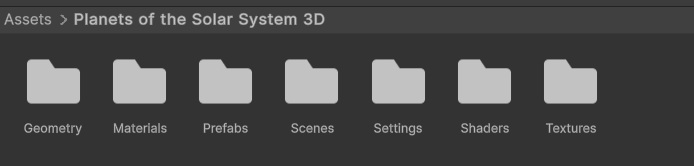 Assets > Planets of the Solar System 3D
Geometry Materials Prefabs Scenes Settings Shaders Textures